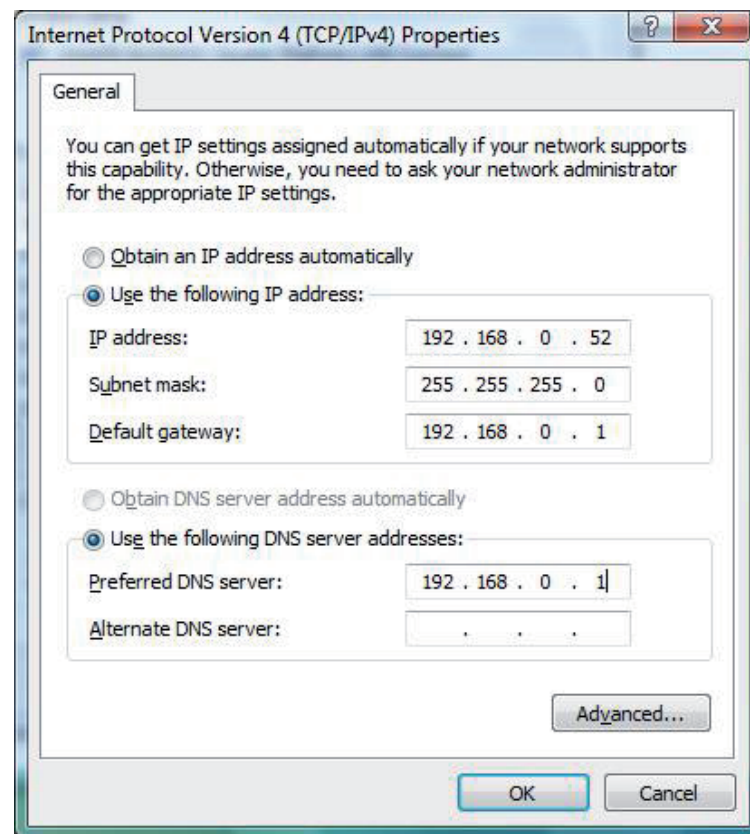 Internet Protocol Version 4 (TCP/IPv4) Properties
? X
General
You can get IP settings assigned automatically if your network supports
this capability. Otherwise, you need to ask your network administrator
for the appropriate IP settings.
Obtain an IP address automatically
Use the following IP address:
IP address: 192 . 168 . 0 . 52
Subnet mask: 255 . 255 . 255 . 0
Default gateway: 192 . 168 . 0 . 1
Obtain DNS server address automatically
Use the following DNS server addresses:
Preferred DNS server: 192 . 168 . 0 . 1
Alternate DNS server: . . .
Advanced...
OK Cancel